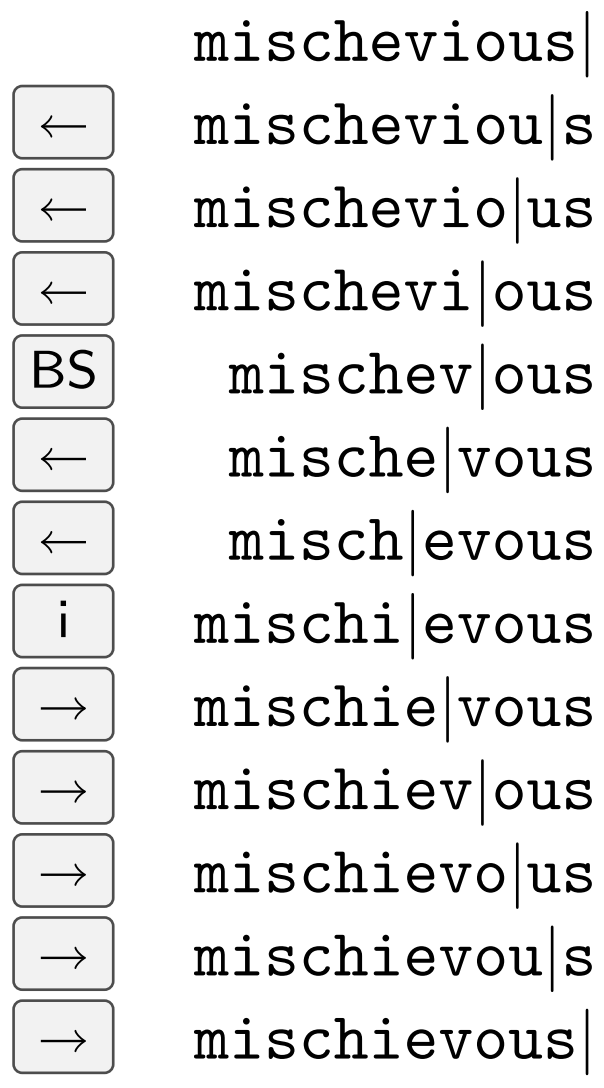 mischevious|
← mischeviou|s
← mischevio|us
← mischevi|ous
BS mischev|ous
← mische|vous
← misch|evous
i mischi|evous
→ mischie|vous
→ mischiev|ous
→ mischievo|us
→ mischievou|s
→ mischievous|